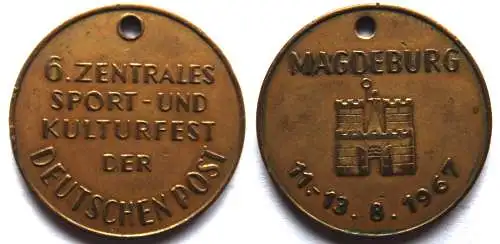 6. ZENTRALES
SPORT - UND
KULTURFEST
DER
DEUTSCHEN POST
MAGDEBURG
11.-13. 8. 1967